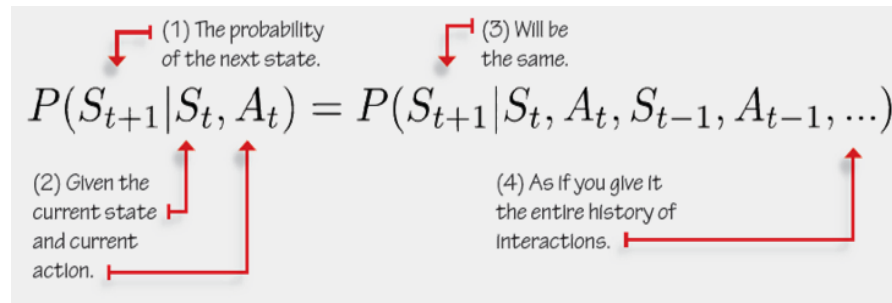 (1) The probability
of the next state.
(3) Will be
the same.
P(S_{t+1}|S_t, A_t) = P(S_{t+1}|S_t, A_t, S_{t-1}, A_{t-1}, ...)
(2) Given the
current state
and current
action.
(4) As if you give it
the entire history of
interactions.